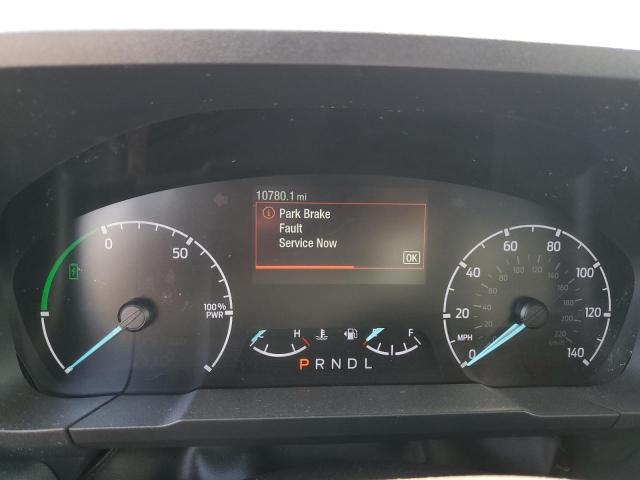 10780.1 mi
Park Brake
Fault
Service Now
OK
0
50
100%
PWR
0
20
40
60
80
100
120
140
MPH
H
E
F
P R N D L